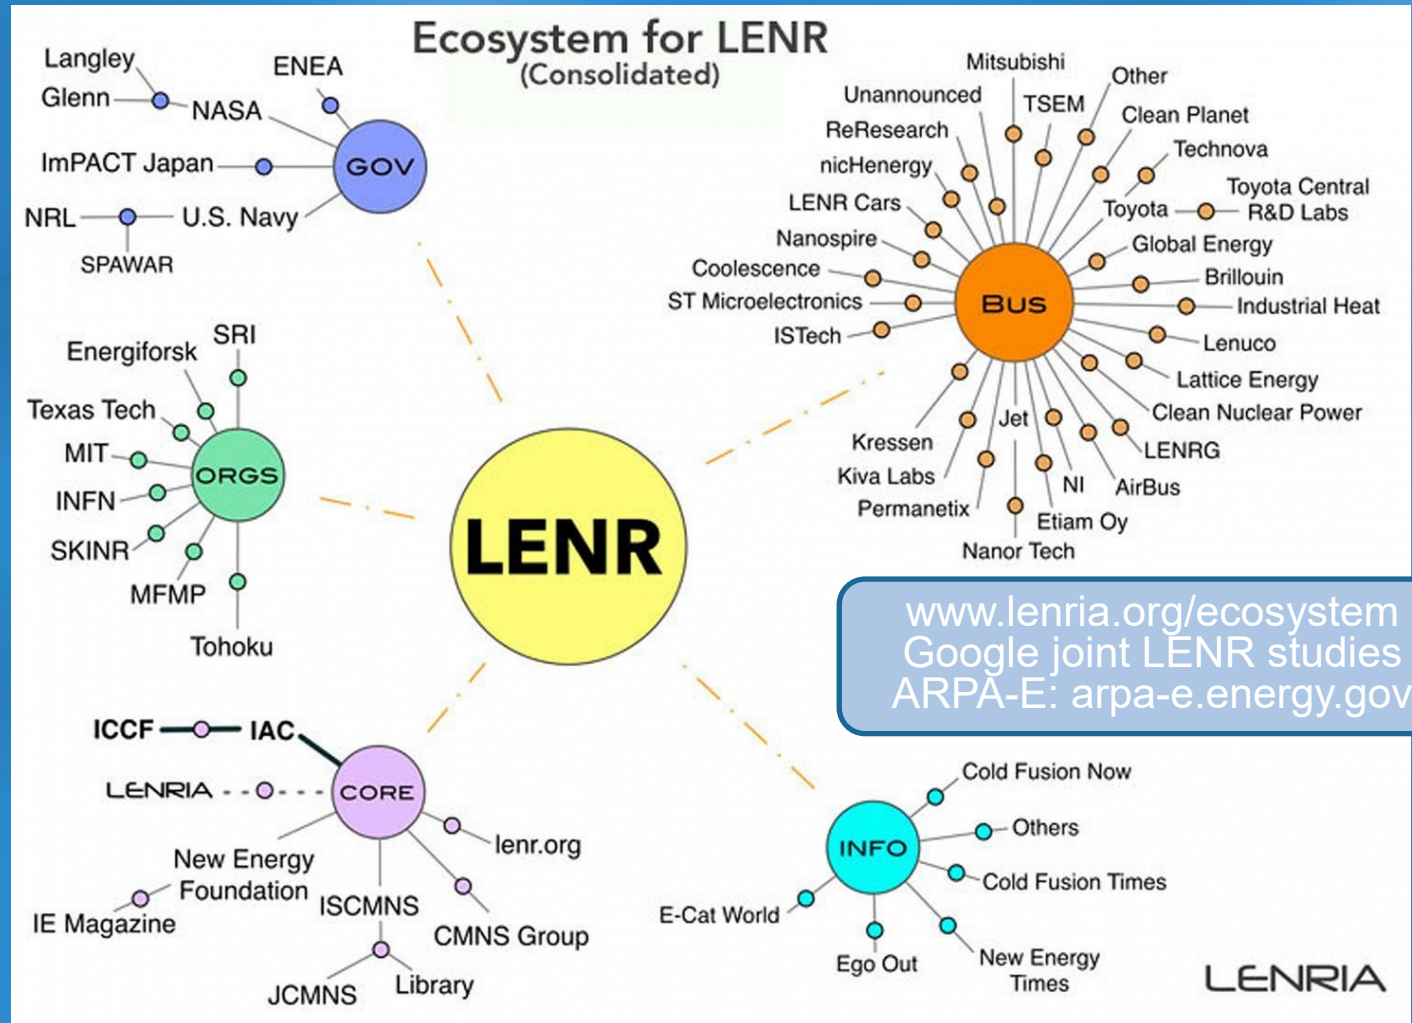 Ecosystem for LENR
(Consolidated)
Langley
Glenn
NASA
ENEA
GOV
ImPACT Japan
NRL
U.S. Navy
SPAWAR
Mitsubishi
Other
Unannounced
TSEM
Clean Planet
ReResearch
Technova
nicHenergy
Toyota Central
R&D Labs
LENR Cars
Toyota
Nanospire
Global Energy
Coolescence
Brillouin
ST Microelectronics
BUS
Industrial Heat
ISTech
Lenuco
Lattice Energy
Clean Nuclear Power
Jet
Kressen
LENRG
Kiva Labs
NI
AirBus
Permanetix
Etiam Oy
Nanor Tech
SRI
Energiforsk
Texas Tech
MIT
ORGS
INFN
SKINR
MFMP
Tohoku
LENR
www.lenria.org/ecosystem
Google joint LENR studies
ARPA-E: arpa-e.energy.gov
ICCF
IAC
LENRIA
CORE
lenr.org
New Energy
Foundation
IE Magazine
ISCMNS
CMNS Group
JCMNS
Library
Cold Fusion Now
Others
INFO
Cold Fusion Times
E-Cat World
Ego Out
New Energy
Times
LENRIA